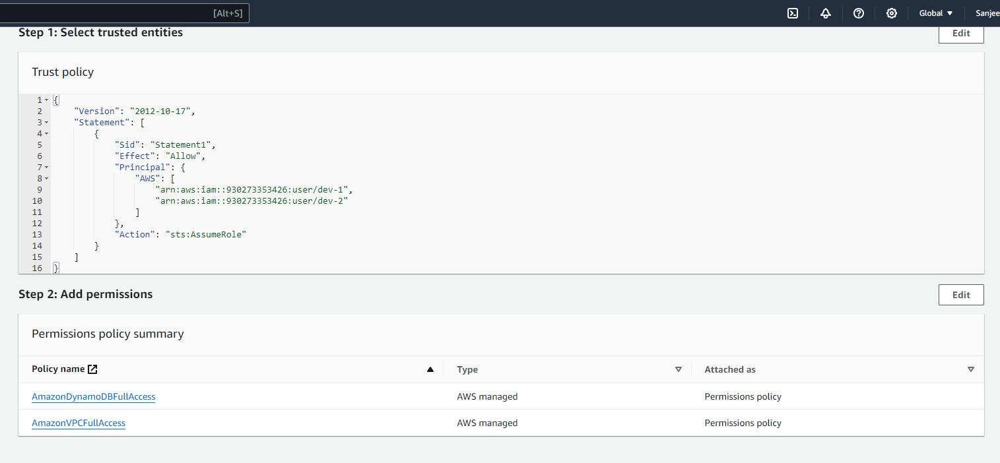 [Alt+S] Global Sanjee
Step 1: Select trusted entities
Edit
Trust policy
1 {
2     "Version": "2012-10-17",
3     "Statement": [
4         {
5             "Sid": "Statement1",
6             "Effect": "Allow",
7             "Principal": {
8                 "AWS": [
9                     "arn:aws:iam::930273353426:user/dev-1",
10                     "arn:aws:iam::930273353426:user/dev-2"
11                 ]
12             },
13             "Action": "sts:AssumeRole"
14         }
15     ]
16 }
Step 2: Add permissions
Edit
Permissions policy summary
Policy name Type Attached as
AmazonDynamoDBFullAccess AWS managed Permissions policy
AmazonVPCFullAccess AWS managed Permissions policy